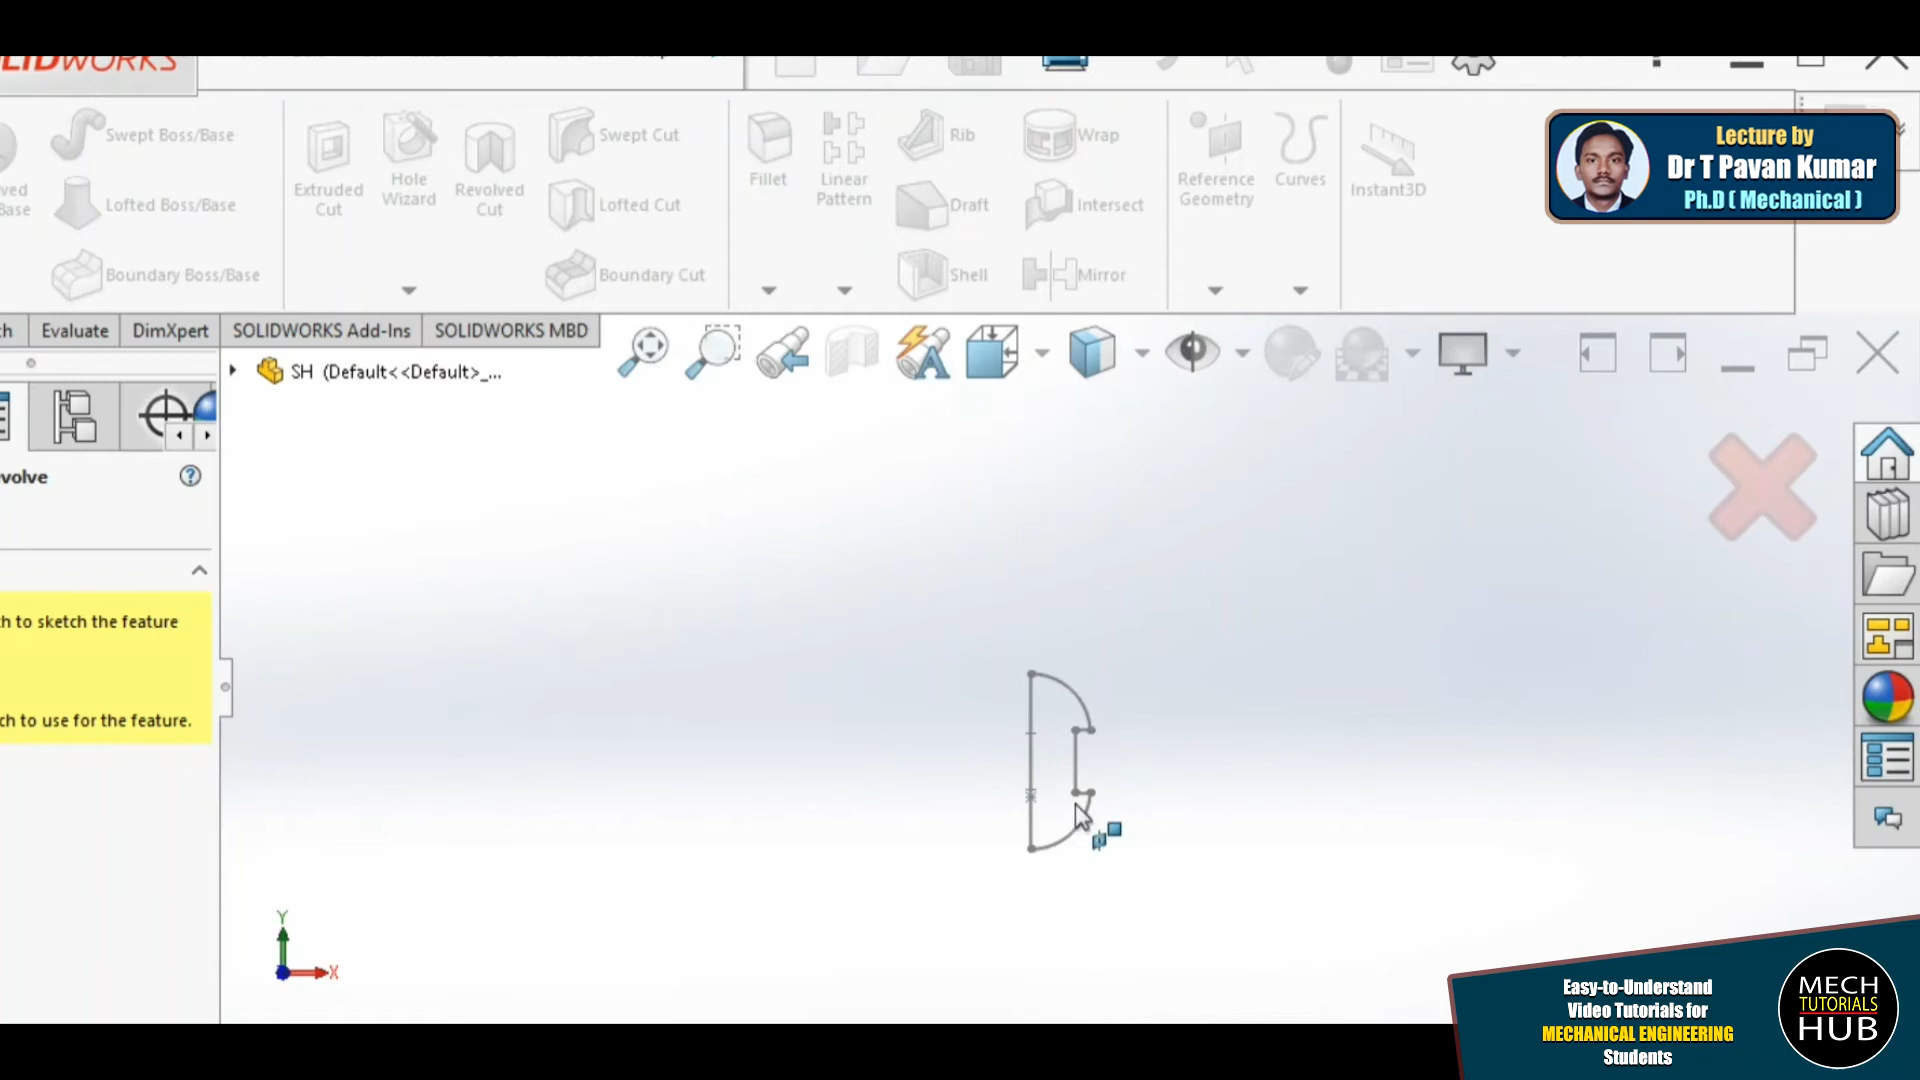 SOLIDWORKS
Swept Boss/Base
Lofted Boss/Base
Boundary Boss/Base
Extruded
Cut
Hole
Wizard
Revolved
Cut
Swept Cut
Lofted Cut
Boundary Cut
Fillet
Linear
Pattern
Rib
Draft
Shell
Wrap
Intersect
Mirror
Reference
Geometry
Curves
Instant3D
Lecture by
Dr T Pavan Kumar
Ph.D ( Mechanical )
Evaluate
DimXpert
SOLIDWORKS Add-Ins
SOLIDWORKS MBD
SH (Default<<Default>_...
evolve
ch to sketch the feature
ch to use for the feature.
Y
X
Easy-to-Understand
Video Tutorials for
MECHANICAL ENGINEERING
Students
MECH
TUTORIALS
HUB